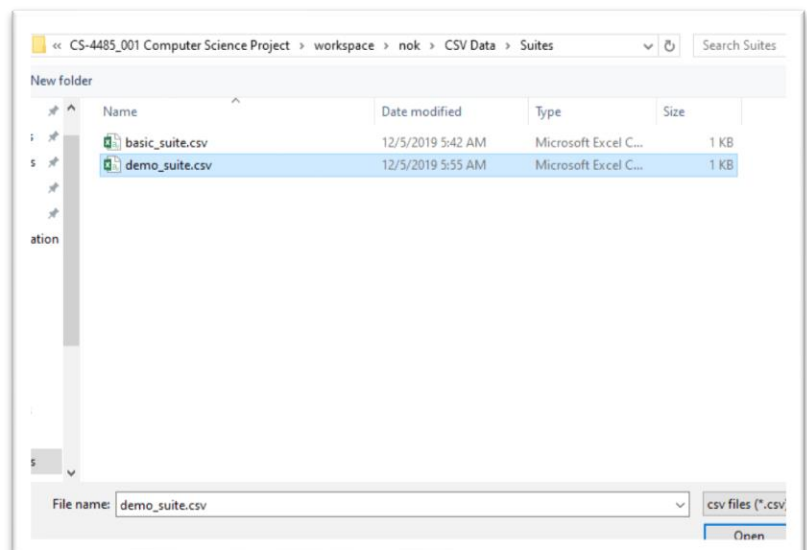 « CS-4485_001 Computer Science Project › workspace › nok › CSV Data › Suites Search Suites
New folder
Name Date modified Type Size
basic_suite.csv 12/5/2019 5:42 AM Microsoft Excel C... 1 KB
demo_suite.csv 12/5/2019 5:55 AM Microsoft Excel C... 1 KB
ation
File name: demo_suite.csv csv files (*.csv)
Open